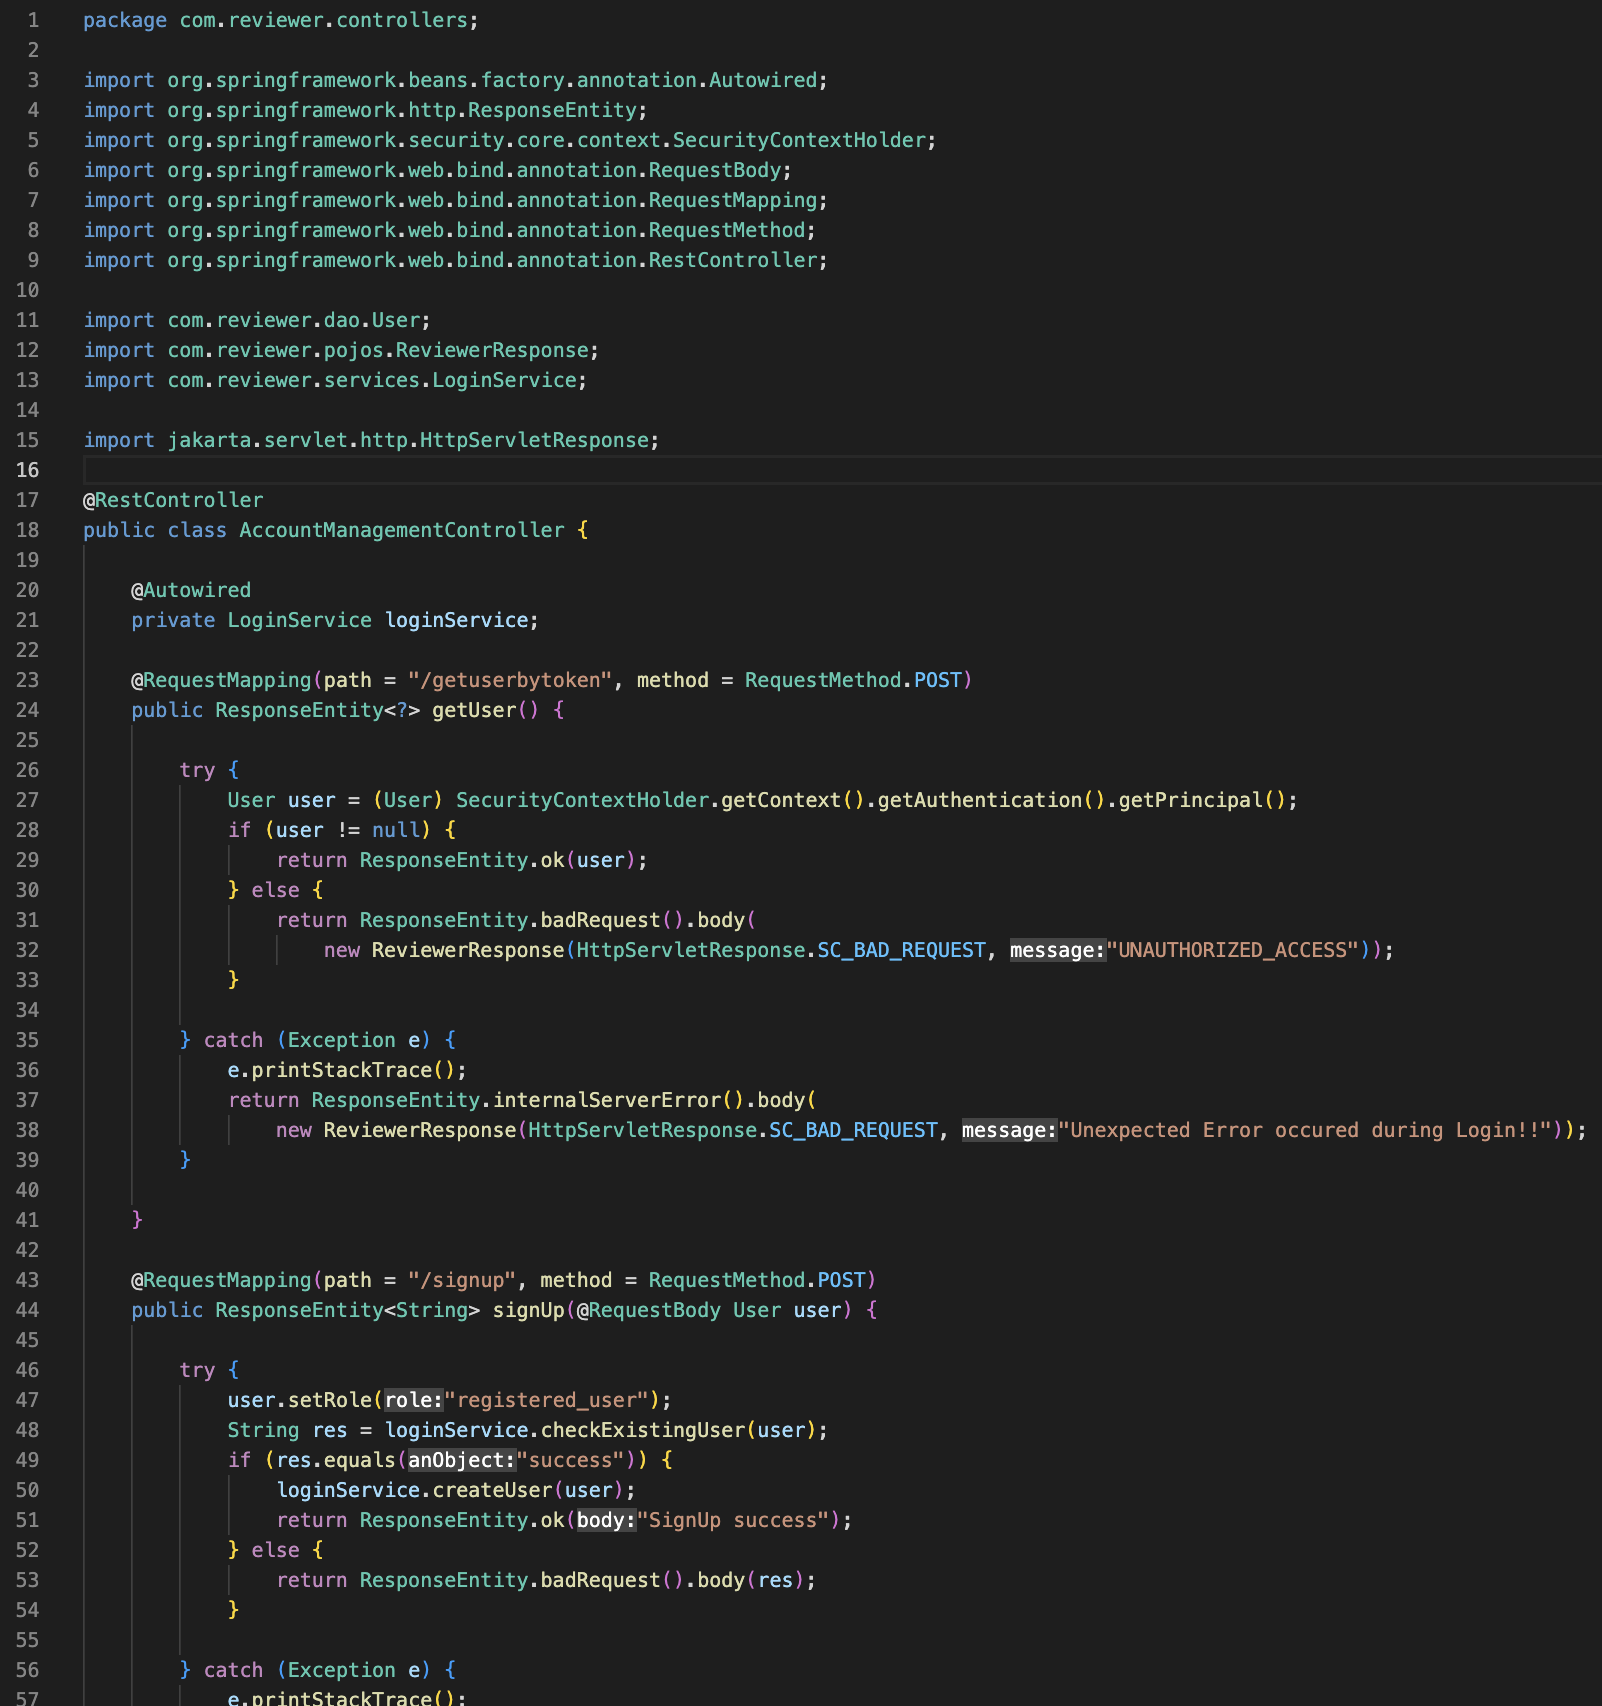 1 package com.reviewer.controllers;
2
3 import org.springframework.beans.factory.annotation.Autowired;
4 import org.springframework.http.ResponseEntity;
5 import org.springframework.security.core.context.SecurityContextHolder;
6 import org.springframework.web.bind.annotation.RequestBody;
7 import org.springframework.web.bind.annotation.RequestMapping;
8 import org.springframework.web.bind.annotation.RequestMethod;
9 import org.springframework.web.bind.annotation.RestController;
10
11 import com.reviewer.dao.User;
12 import com.reviewer.pojos.ReviewerResponse;
13 import com.reviewer.services.LoginService;
14
15 import jakarta.servlet.http.HttpServletResponse;
16
17 @RestController
18 public class AccountManagementController {
19
20     @Autowired
21     private LoginService loginService;
22
23     @RequestMapping(path = "/getuserbytoken", method = RequestMethod.POST)
24     public ResponseEntity<?> getUser() {
25
26         try {
27             User user = (User) SecurityContextHolder.getContext().getAuthentication().getPrincipal();
28             if (user != null) {
29                 return ResponseEntity.ok(user);
30             } else {
31                 return ResponseEntity.badRequest().body(
32                     new ReviewerResponse(HttpServletResponse.SC_BAD_REQUEST, message:"UNAUTHORIZED_ACCESS"));
33             }
34
35         } catch (Exception e) {
36             e.printStackTrace();
37             return ResponseEntity.internalServerError().body(
38                 new ReviewerResponse(HttpServletResponse.SC_BAD_REQUEST, message:"Unexpected Error occured during Login!!"));
39         }
40
41     }
42
43     @RequestMapping(path = "/signup", method = RequestMethod.POST)
44     public ResponseEntity<String> signUp(@RequestBody User user) {
45
46         try {
47             user.setRole(role:"registered_user");
48             String res = loginService.checkExistingUser(user);
49             if (res.equals(anObject:"success")) {
50                 loginService.createUser(user);
51                 return ResponseEntity.ok(body:"SignUp success");
52             } else {
53                 return ResponseEntity.badRequest().body(res);
54             }
55
56         } catch (Exception e) {
57             e.printStackTrace();